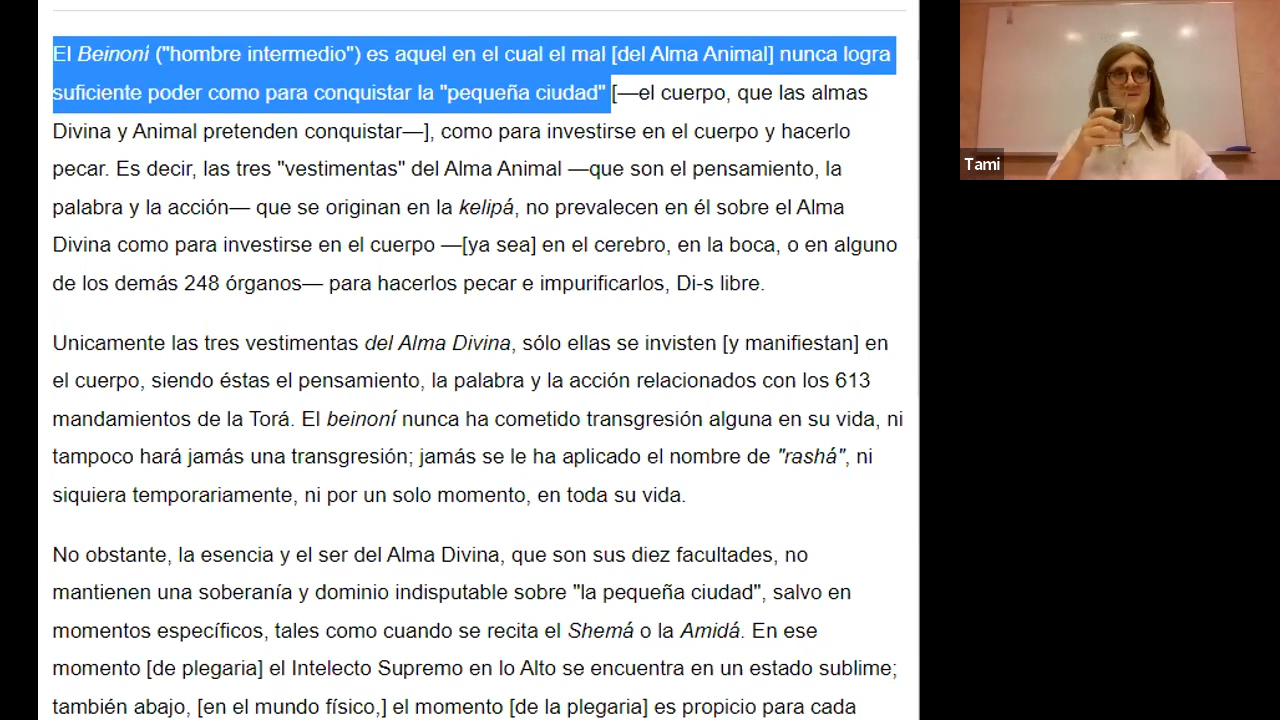 El Beinoní ("hombre intermedio") es aquel en el cual el mal [del Alma Animal] nunca logra
suficiente poder como para conquistar la "pequeña ciudad" [—el cuerpo, que las almas
Divina y Animal pretenden conquistar—], como para investirse en el cuerpo y hacerlo
pecar. Es decir, las tres "vestimentas" del Alma Animal —que son el pensamiento, la
palabra y la acción— que se originan en la kelipá, no prevalecen en él sobre el Alma
Divina como para investirse en el cuerpo —[ya sea] en el cerebro, en la boca, o en alguno
de los demás 248 órganos— para hacerlos pecar e impurificarlos, Di-s libre.
Unicamente las tres vestimentas del Alma Divina, sólo ellas se invisten [y manifiestan] en
el cuerpo, siendo éstas el pensamiento, la palabra y la acción relacionados con los 613
mandamientos de la Torá. El beinoní nunca ha cometido transgresión alguna en su vida, ni
tampoco hará jamás una transgresión; jamás se le ha aplicado el nombre de "rashá", ni
siquiera temporariamente, ni por un solo momento, en toda su vida.
No obstante, la esencia y el ser del Alma Divina, que son sus diez facultades, no
mantienen una soberanía y dominio indisputable sobre "la pequeña ciudad", salvo en
momentos específicos, tales como cuando se recita el Shemá o la Amidá. En ese
momento [de plegaria] el Intelecto Supremo en lo Alto se encuentra en un estado sublime;
también abajo, [en el mundo físico,] el momento [de la plegaria] es propicio para cada
Tami